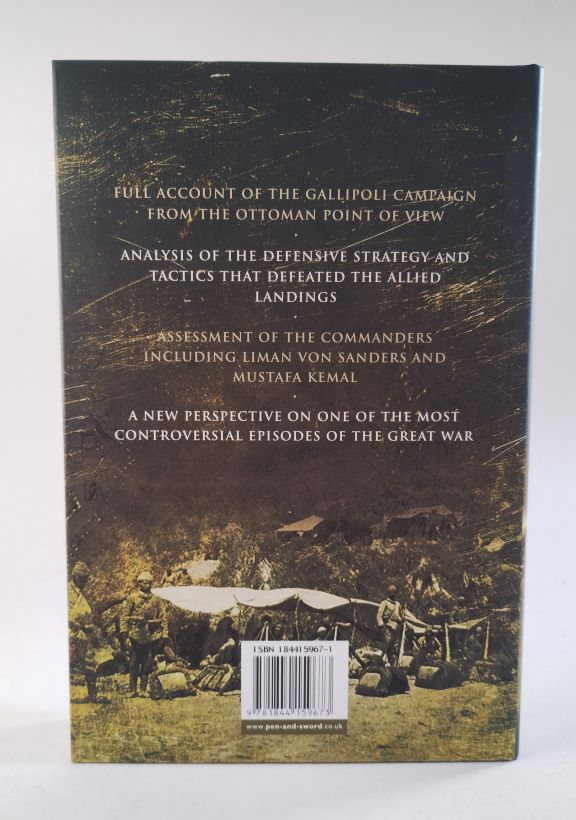 FULL ACCOUNT OF THE GALLIPOLI CAMPAIGN
FROM THE OTTOMAN POINT OF VIEW
•
ANALYSIS OF THE DEFENSIVE STRATEGY AND
TACTICS THAT DEFEATED THE ALLIED
LANDINGS
•
ASSESSMENT OF THE COMMANDERS
INCLUDING LIMAN VON SANDERS AND
MUSTAFA KEMAL
•
A NEW PERSPECTIVE ON ONE OF THE MOST
CONTROVERSIAL EPISODES OF THE GREAT WAR
ISBN 184415967-1
9 781844 159673
www.pen-and-sword.co.uk